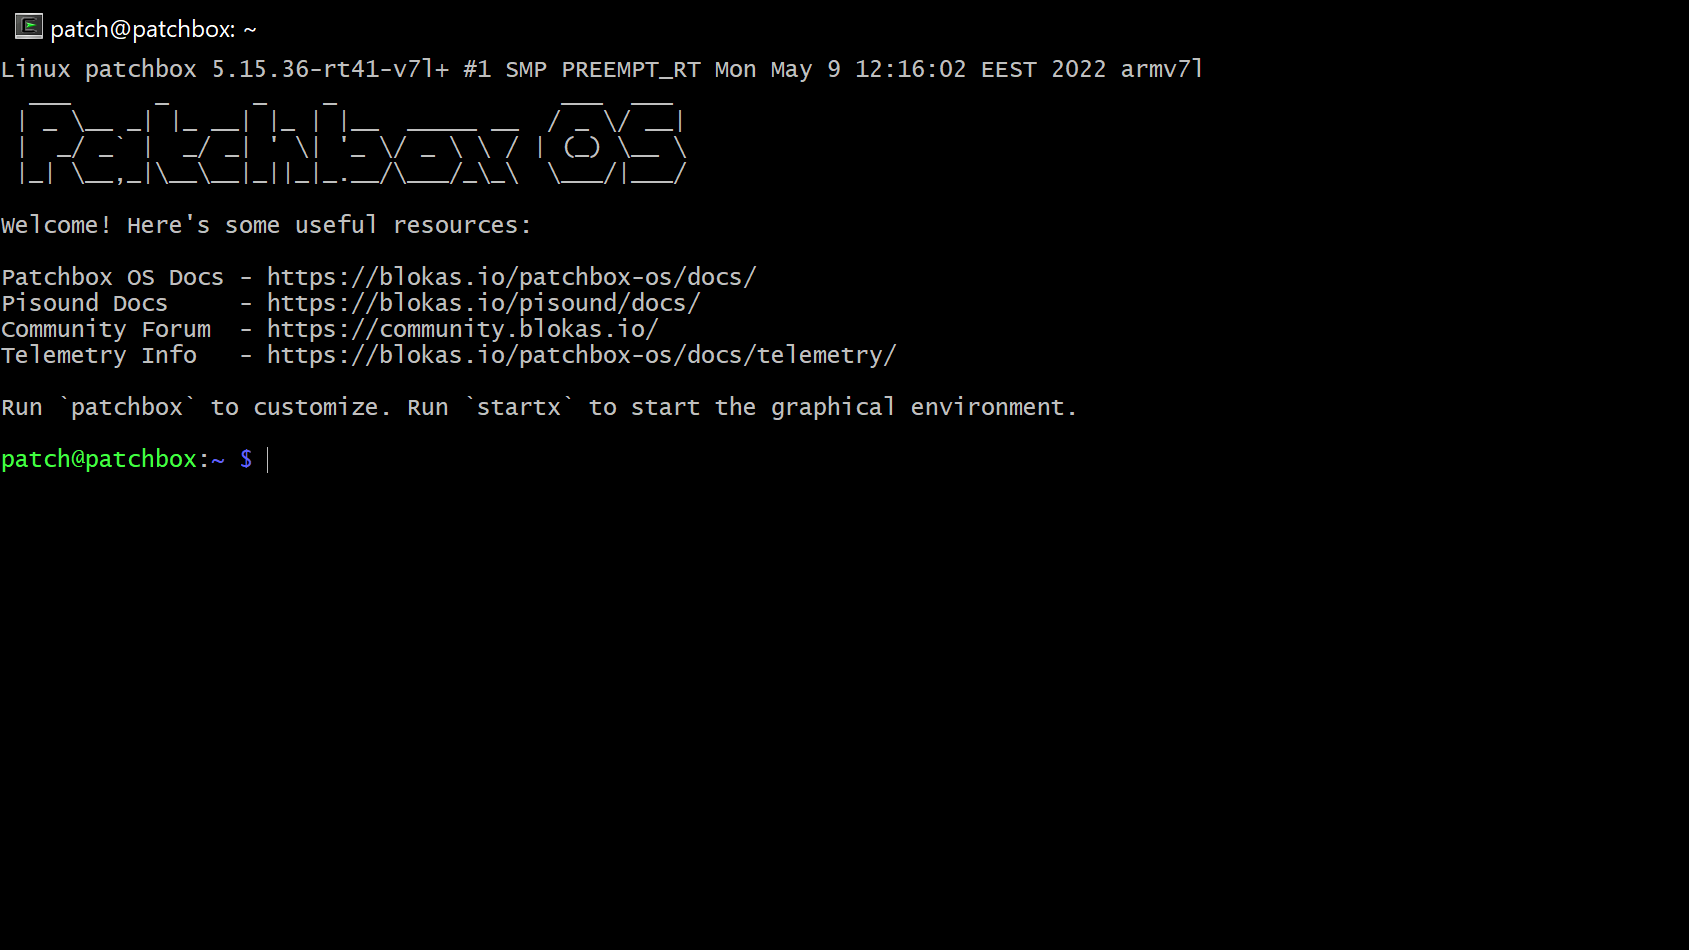 patch@patchbox: ~
Linux patchbox 5.15.36-rt41-v7l+ #1 SMP PREEMPT_RT Mon May 9 12:16:02 EEST 2022 armv7l
Patchbox OS
Welcome! Here's some useful resources:
Patchbox OS Docs - https://blokas.io/patchbox-os/docs/
Pisound Docs     - https://blokas.io/pisound/docs/
Community Forum  - https://community.blokas.io/
Telemetry Info   - https://blokas.io/patchbox-os/docs/telemetry/
Run `patchbox` to customize. Run `startx` to start the graphical environment.
patch@patchbox:~ $